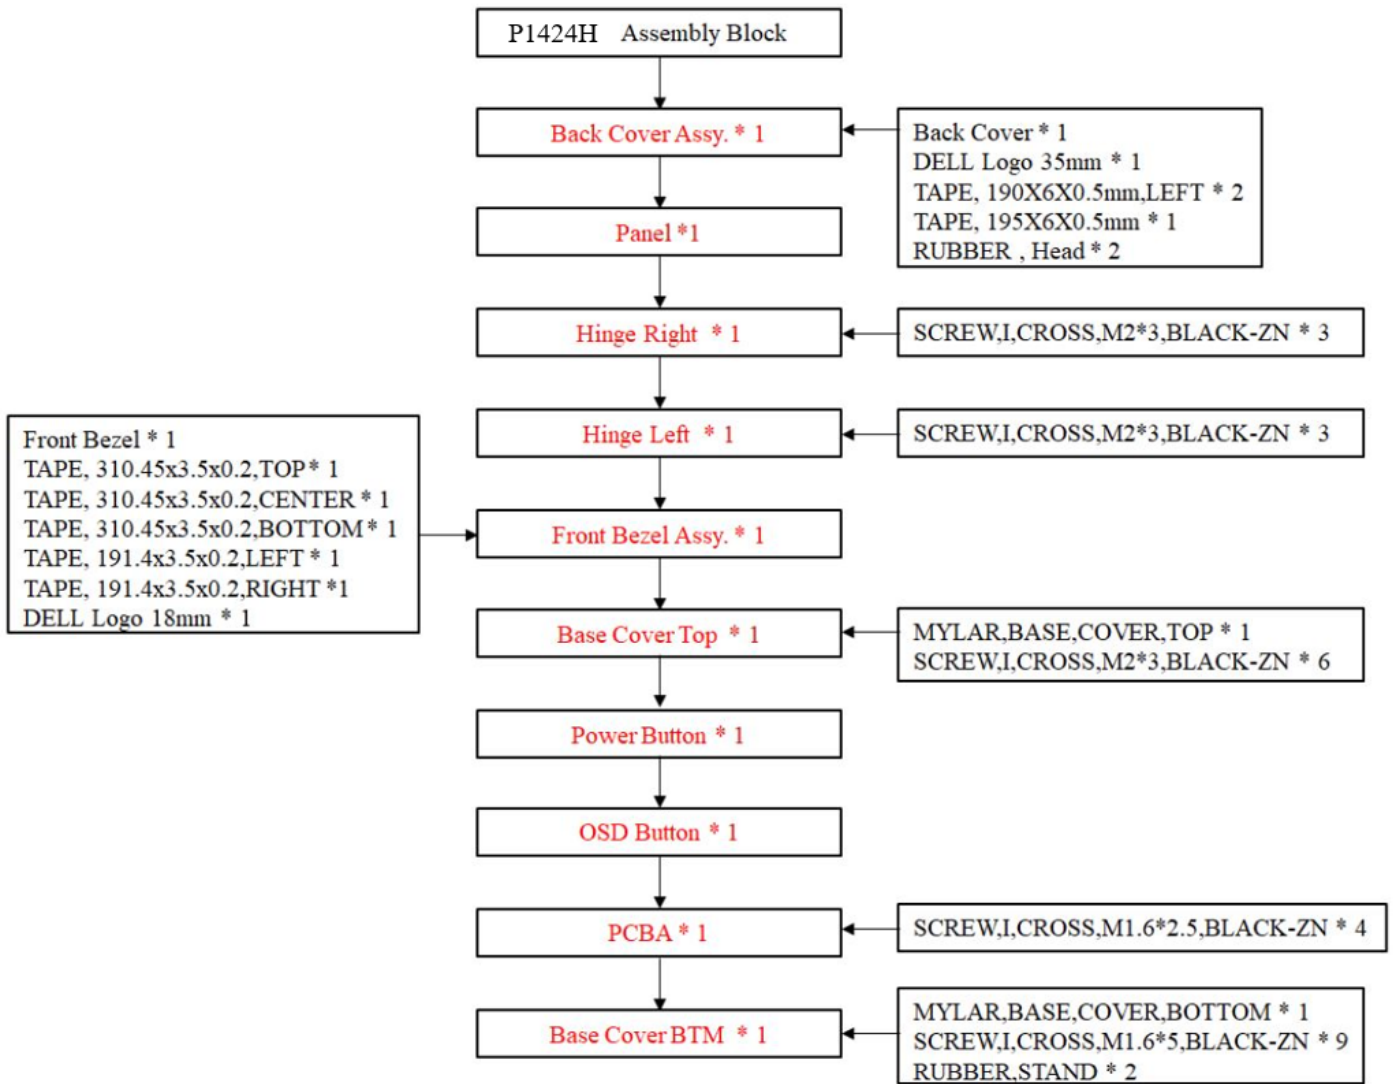 P1424H Assembly Block
Back Cover Assy. * 1
Back Cover * 1
DELL Logo 35mm * 1
TAPE, 190X6X0.5mm,LEFT * 2
TAPE, 195X6X0.5mm * 1
RUBBER , Head * 2
Panel *1
Hinge Right * 1
SCREW,I,CROSS,M2*3,BLACK-ZN * 3
Hinge Left * 1
SCREW,I,CROSS,M2*3,BLACK-ZN * 3
Front Bezel * 1
TAPE, 310.45x3.5x0.2,TOP * 1
TAPE, 310.45x3.5x0.2,CENTER * 1
TAPE, 310.45x3.5x0.2,BOTTOM * 1
TAPE, 191.4x3.5x0.2,LEFT * 1
TAPE, 191.4x3.5x0.2,RIGHT *1
DELL Logo 18mm * 1
Front Bezel Assy. * 1
Base Cover Top * 1
MYLAR,BASE,COVER,TOP * 1
SCREW,I,CROSS,M2*3,BLACK-ZN * 6
Power Button * 1
OSD Button * 1
PCBA * 1
SCREW,I,CROSS,M1.6*2.5,BLACK-ZN * 4
Base Cover BTM * 1
MYLAR,BASE,COVER,BOTTOM * 1
SCREW,I,CROSS,M1.6*5,BLACK-ZN * 9
RUBBER,STAND * 2